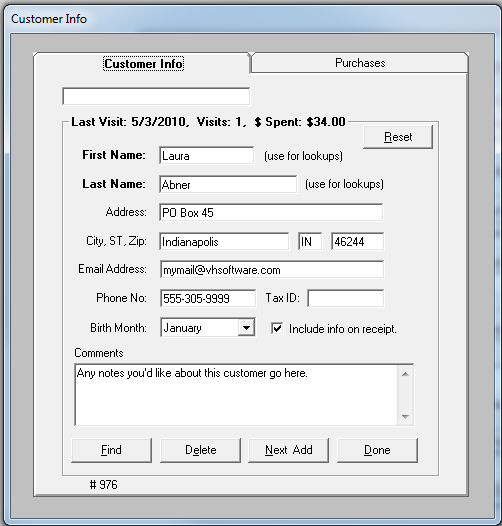 Customer Info
Customer Info Purchases
Last Visit: 5/3/2010, Visits: 1, $ Spent: $34.00
Reset
First Name: Laura (use for lookups)
Last Name: Abner (use for lookups)
Address: PO Box 45
City, ST, Zip: Indianapolis IN 46244
Email Address: mymail@vhsoftware.com
Phone No: 555-305-9999 Tax ID:
Birth Month: January Include info on receipt.
Comments
Any notes you'd like about this customer go here.
Find Delete Next Add Done
# 976